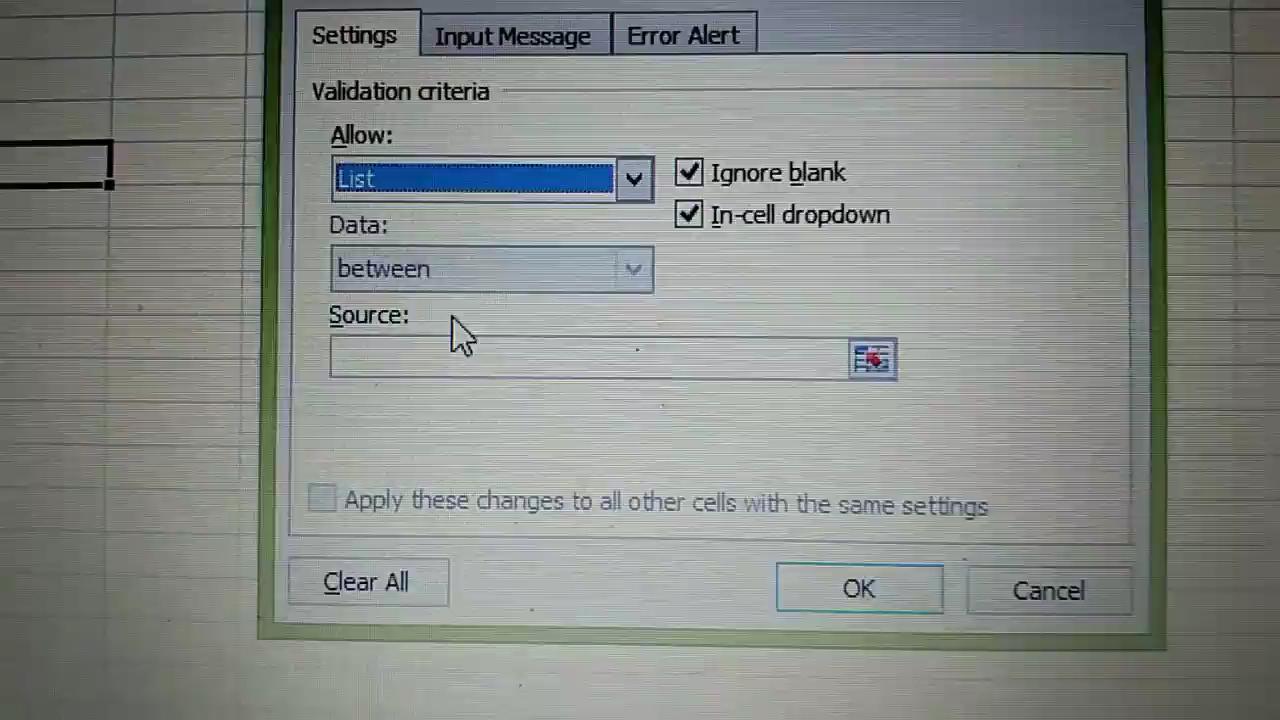 Settings Input Message Error Alert
Validation criteria
Allow:
List Ignore blank
Data: In-cell dropdown
between
Source:
Apply these changes to all other cells with the same settings
Clear All OK Cancel